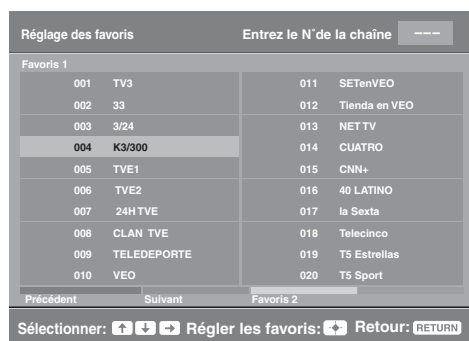 Réglage des favoris Entrez le N°de la chaîne ---
Favoris 1
001 TV3 011 SETenVEO
002 33 012 Tienda en VEO
003 3/24 013 NET TV
004 K3/300 014 CUATRO
005 TVE1 015 CNN+
006 TVE2 016 40 LATINO
007 24H TVE 017 la Sexta
008 CLAN TVE 018 Telecinco
009 TELEDEPORTE 019 T5 Estrellas
010 VEO 020 T5 Sport
Précédent Suivant Favoris 2
Sélectionner: Régler les favoris: Retour: RETURN